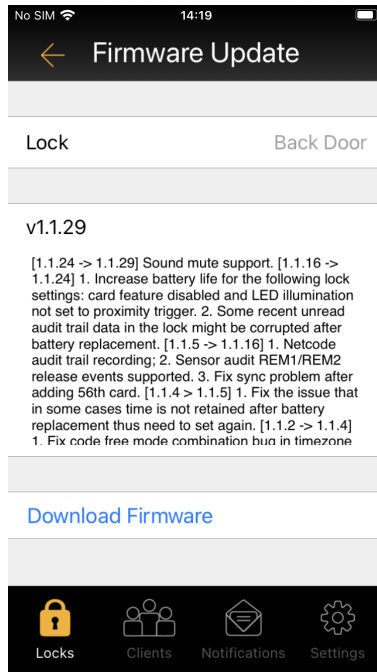 No SIM 14:19
Firmware Update
Lock Back Door
v1.1.29
[1.1.24 -> 1.1.29] Sound mute support. [1.1.16 ->
1.1.24] 1. Increase battery life for the following lock
settings: card feature disabled and LED illumination
not set to proximity trigger. 2. Some recent unread
audit trail data in the lock might be corrupted after
battery replacement. [1.1.5 -> 1.1.16] 1. Netcode
audit trail recording; 2. Sensor audit REM1/REM2
release events supported. 3. Fix sync problem after
adding 56th card. [1.1.4 > 1.1.5] 1. Fix the issue that
in some cases time is not retained after battery
replacement thus need to set again. [1.1.2 -> 1.1.4]
1. Fix code free mode combination bug in timezone
Download Firmware
Locks Clients Notifications Settings